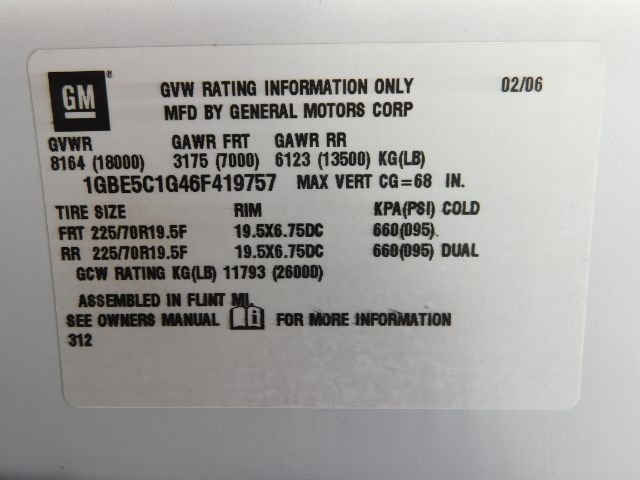 GM ® GVW RATING INFORMATION ONLY 02/06
MFD BY GENERAL MOTORS CORP
GVWR GAWR FRT GAWR RR
8164 (18000) 3175 (7000) 6123 (13500) KG(LB)
1GBE5C1G46F419757 MAX VERT CG=68 IN.
TIRE SIZE RIM KPA(PSI) COLD
FRT 225/70R19.5F 19.5X6.75DC 660(095)
RR 225/70R19.5F 19.5X6.75DC 660(095) DUAL
GCW RATING KG(LB) 11793 (26000)
ASSEMBLED IN FLINT MI.
SEE OWNERS MANUAL i FOR MORE INFORMATION
312